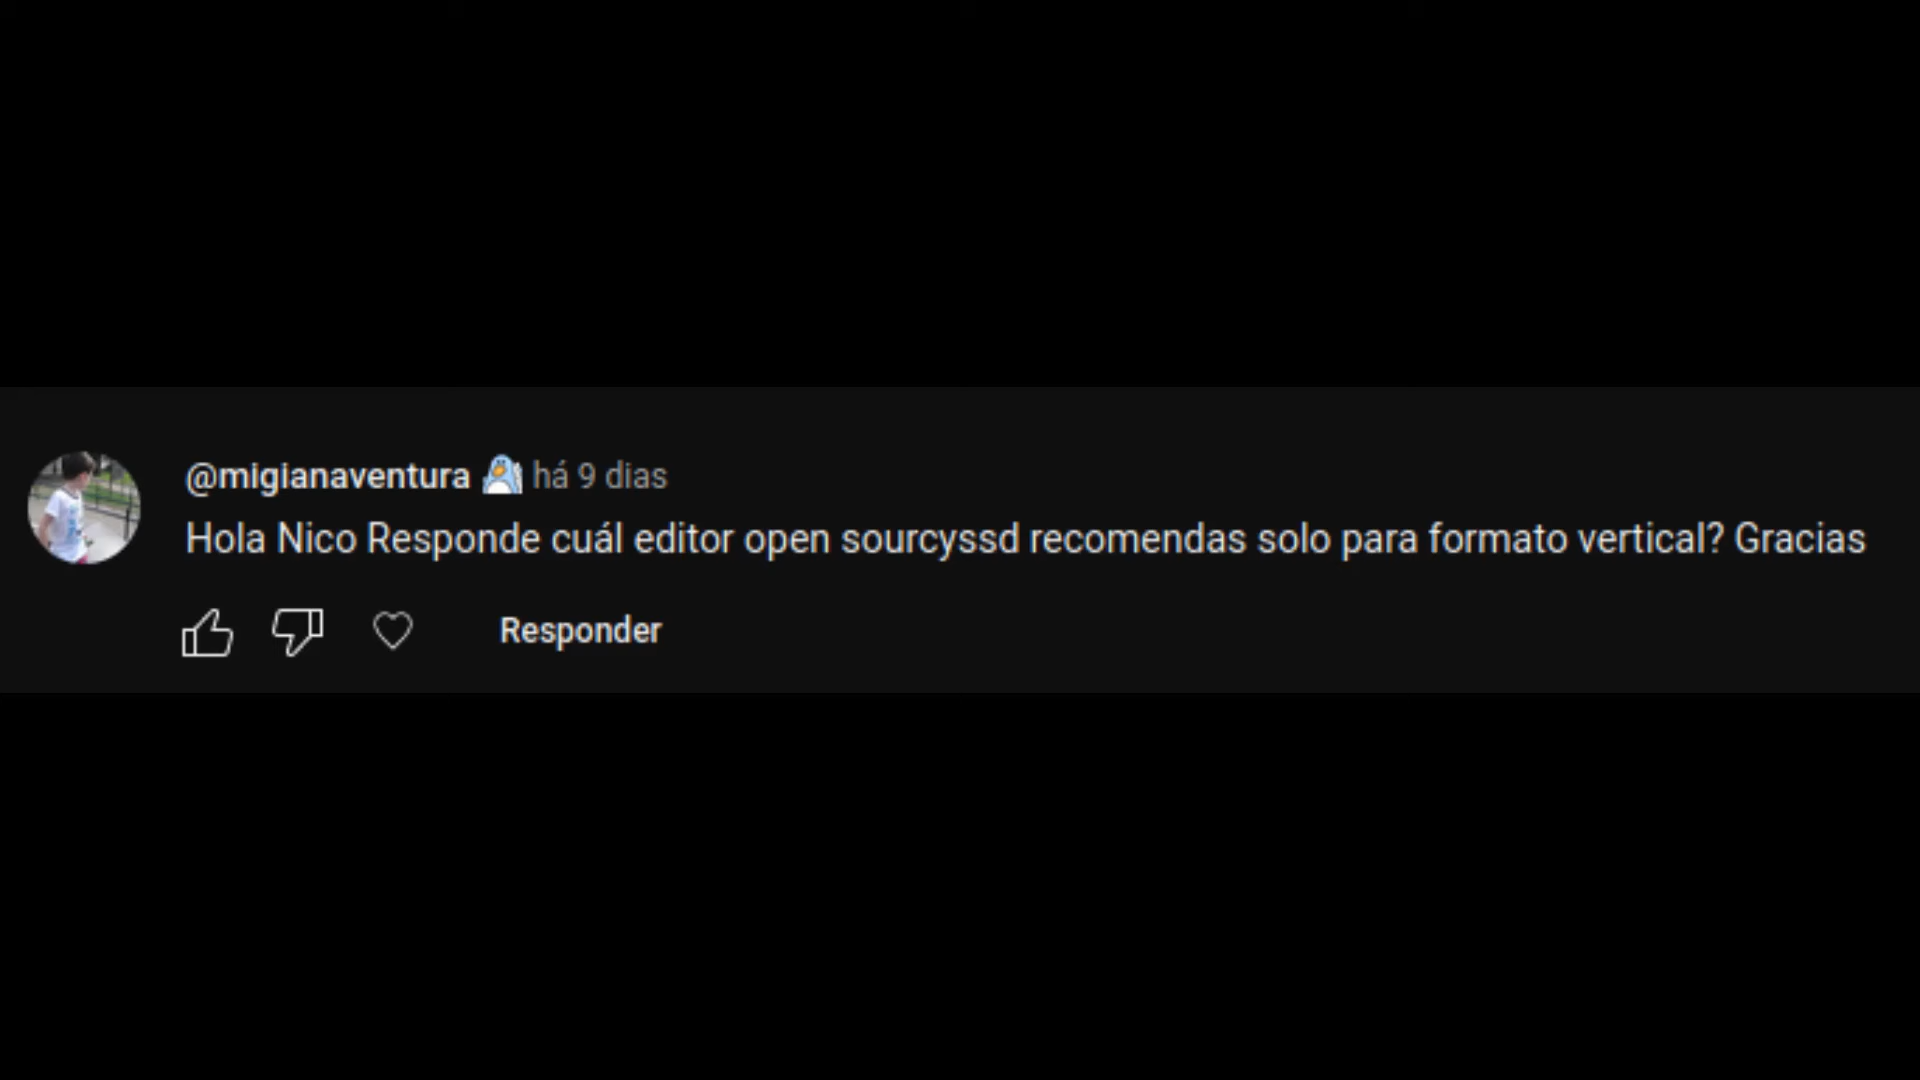 @migianaventura há 9 dias
Hola Nico Responde cuál editor open sourcyssd recomendas solo para formato vertical? Gracias
Responder